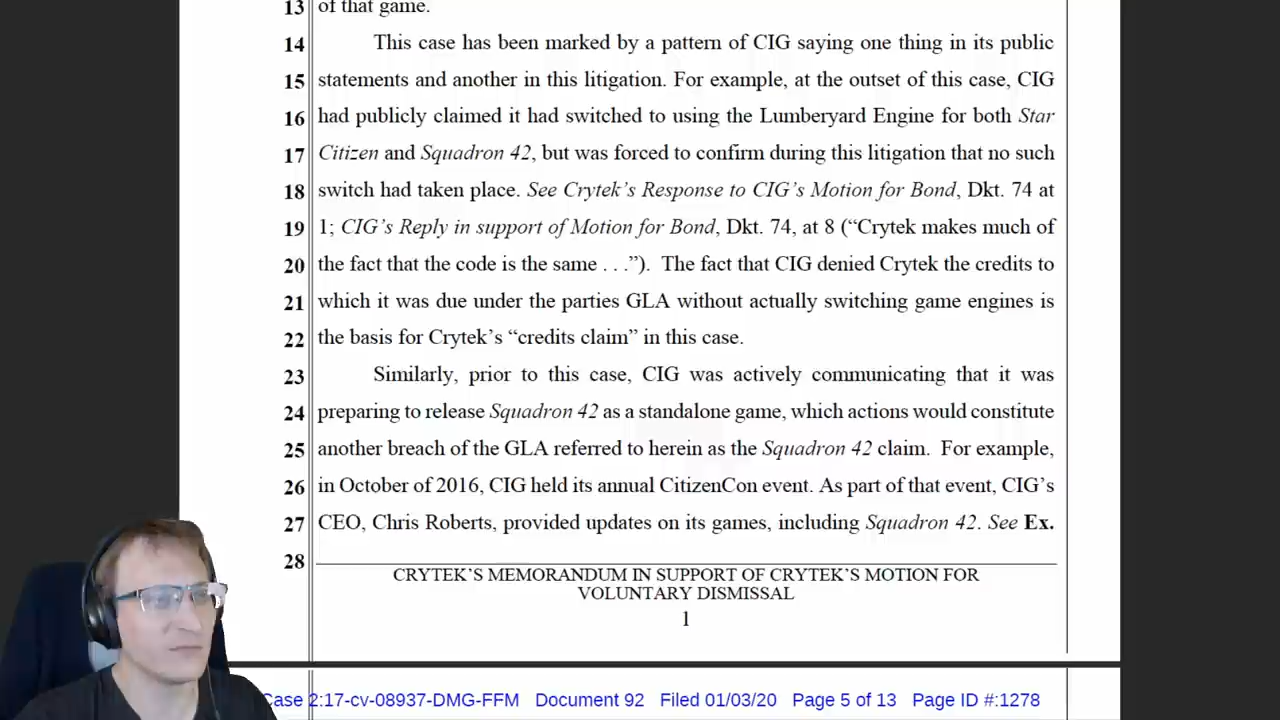 13 of that game.
14 This case has been marked by a pattern of CIG saying one thing in its public
15 statements and another in this litigation. For example, at the outset of this case, CIG
16 had publicly claimed it had switched to using the Lumberyard Engine for both Star
17 Citizen and Squadron 42, but was forced to confirm during this litigation that no such
18 switch had taken place. See Crytek’s Response to CIG’s Motion for Bond, Dkt. 74 at
19 1; CIG’s Reply in support of Motion for Bond, Dkt. 74, at 8 (“Crytek makes much of
20 the fact that the code is the same . . .”). The fact that CIG denied Crytek the credits to
21 which it was due under the parties GLA without actually switching game engines is
22 the basis for Crytek’s “credits claim” in this case.
23 Similarly, prior to this case, CIG was actively communicating that it was
24 preparing to release Squadron 42 as a standalone game, which actions would constitute
25 another breach of the GLA referred to herein as the Squadron 42 claim. For example,
26 in October of 2016, CIG held its annual CitizenCon event. As part of that event, CIG’s
27 CEO, Chris Roberts, provided updates on its games, including Squadron 42. See Ex.
28
CRYTEK’S MEMORANDUM IN SUPPORT OF CRYTEK’S MOTION FOR
VOLUNTARY DISMISSAL
1
Case 2:17-cv-08937-DMG-FFM Document 92 Filed 01/03/20 Page 5 of 13 Page ID #:1278